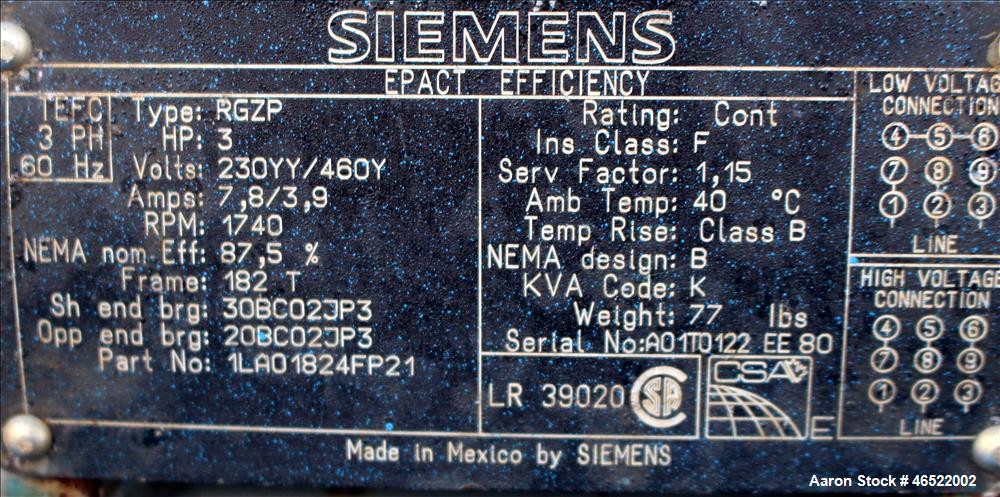 SIEMENS
EPACT EFFICIENCY
TEFC
3 PH
60 Hz
Type: RGZP
HP: 3
Volts: 230YY/460Y
Amps: 7,8/3,9
RPM: 1740
NEMA nom Eff: 87,5 %
Frame: 182 T
Sh end brg: 30BC02JP3
Opp end brg: 20BC02JP3
Part No: 1LA01824FP21
Rating: Cont
Ins Class: F
Serv Factor: 1,15
Amb Temp: 40 °C
Temp Rise: Class B
NEMA design: B
KVA Code: K
Weight: 77 lbs
Serial No:A01T0122 EE 80
LR 39020 CSA
CSA
E
LOW VOLTAGE
CONNECTION
4 5 6
7 8 9
1 2 3
LINE
HIGH VOLTAGE
CONNECTION
4 5 6
7 8 9
1 2 3
LINE
Made in Mexico by SIEMENS
Aaron Stock # 46522002